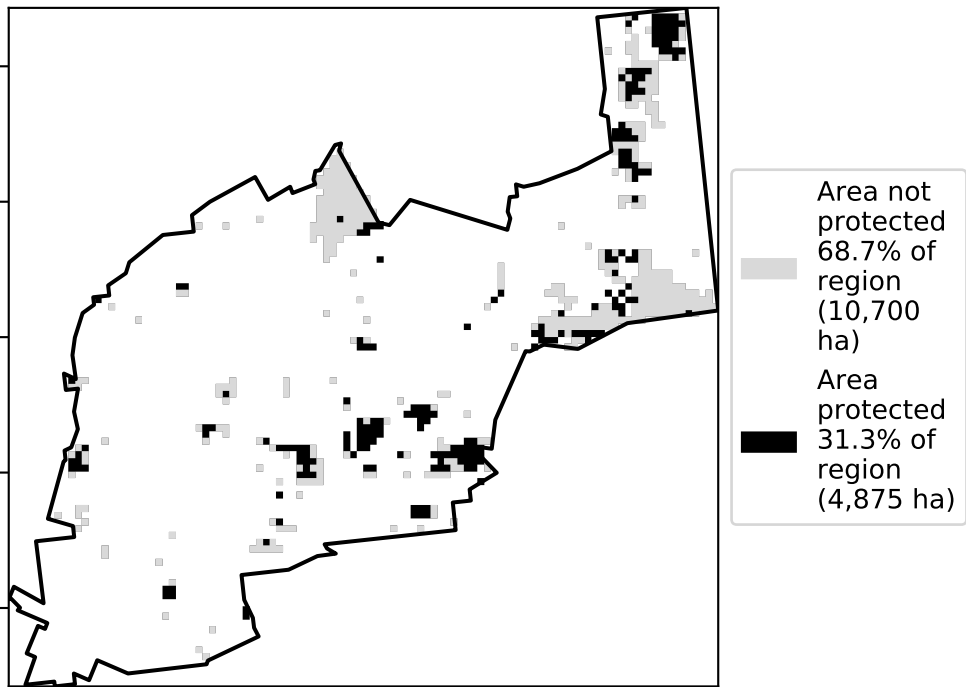 Area not
protected
68.7% of
region
(10,700
ha)
Area
protected
31.3% of
region
(4,875 ha)